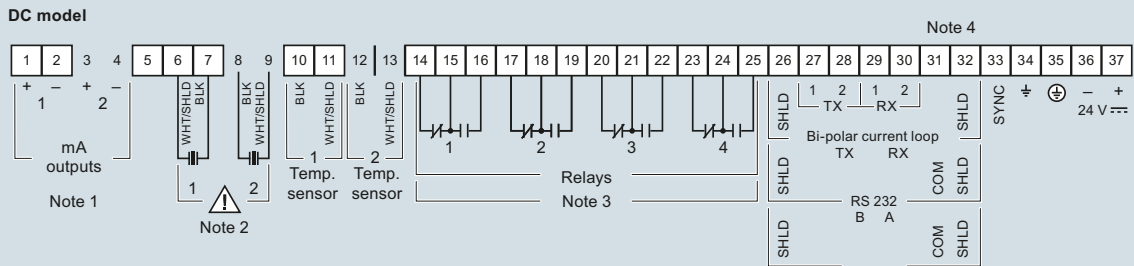 DC model
Note 4
1 2 3 4 5 6 7 8 9 10 11 12 13 14 15 16 17 18 19 20 21 22 23 24 25 26 27 28 29 30 31 32 33 34 35 36 37
+ – + –
1 2
WHT/SHLD BLK BLK WHT/SHLD BLK WHT/SHLD BLK WHT/SHLD
SHLD 1 2 1 2 SHLD SYNC – +
TX RX
24 V
mA
outputs
Note 1
1 2
Note 2
1
Temp.
sensor
2
Temp.
sensor
1 2 3 4
Relays
Note 3
Bi-polar current loop
TX RX
SHLD COM SHLD
RS 232
B A
SHLD COM SHLD